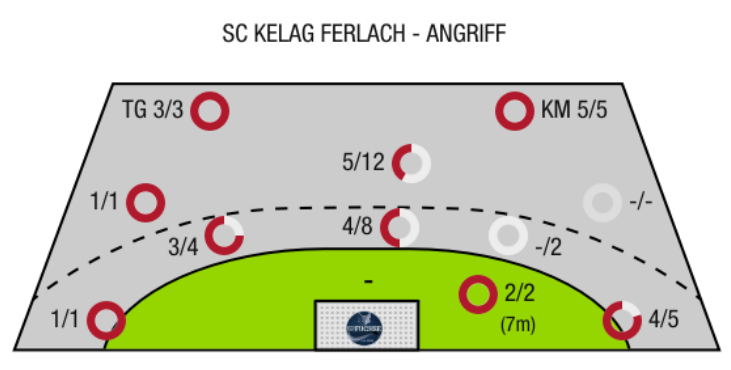 SC KELAG FERLACH - ANGRIFF
TG 3/3
KM 5/5
5/12
1/1
-/-
3/4
4/8
-/2
-
2/2
(7m)
1/1
4/5